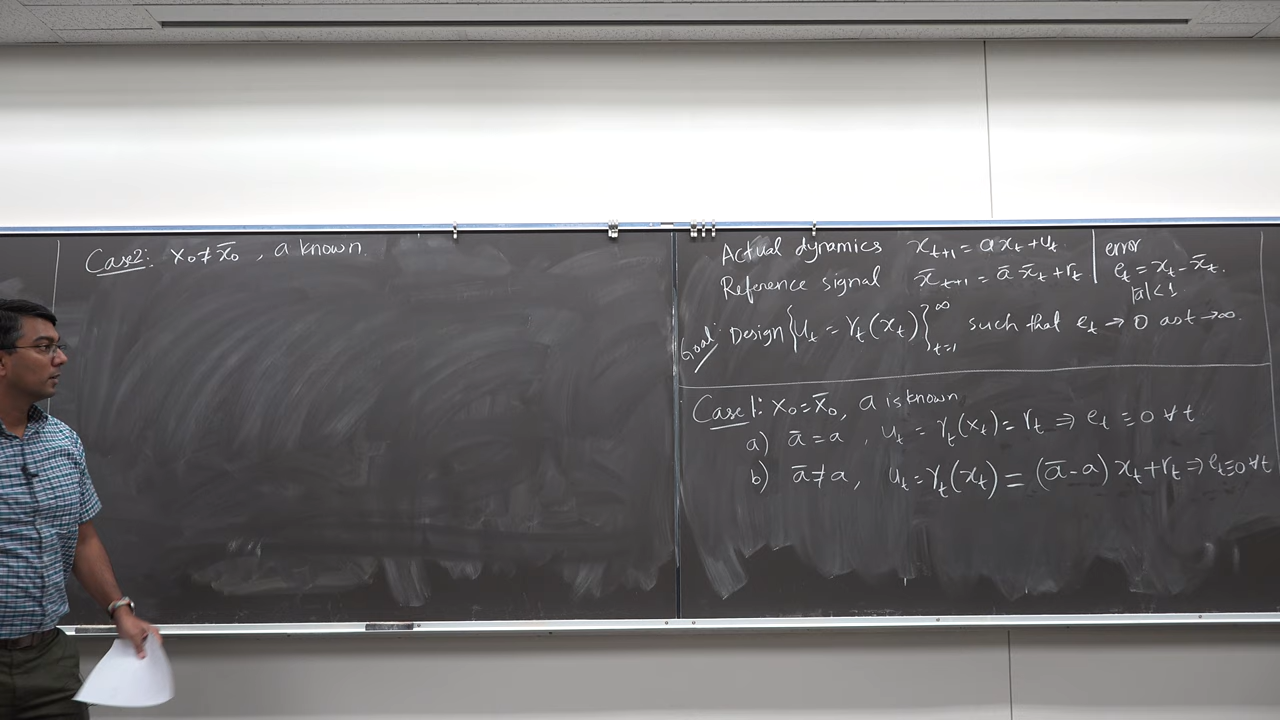 Case2: x₀ ≠ x̄₀ , a known.
Actual dynamics x_{t+1} = a x_t + u_t
Reference signal x̄_{t+1} = ā x̄_t + r_t
error
e_t = x_t - x̄_t.
|ā| < 1
Goal: Design {u_t = γ_t(x_t)}_{t=1}^∞ such that e_t → 0 as t → ∞.
Case 1: x₀ = x̄₀, a is known
a) ā = a , u_t = γ_t(x_t) = r_t ⇒ e_t ≡ 0 ∀ t
b) ā ≠ a, u_t = γ_t(x_t) = (ā - a) x_t + r_t ⇒ e_t ≡ 0 ∀ t